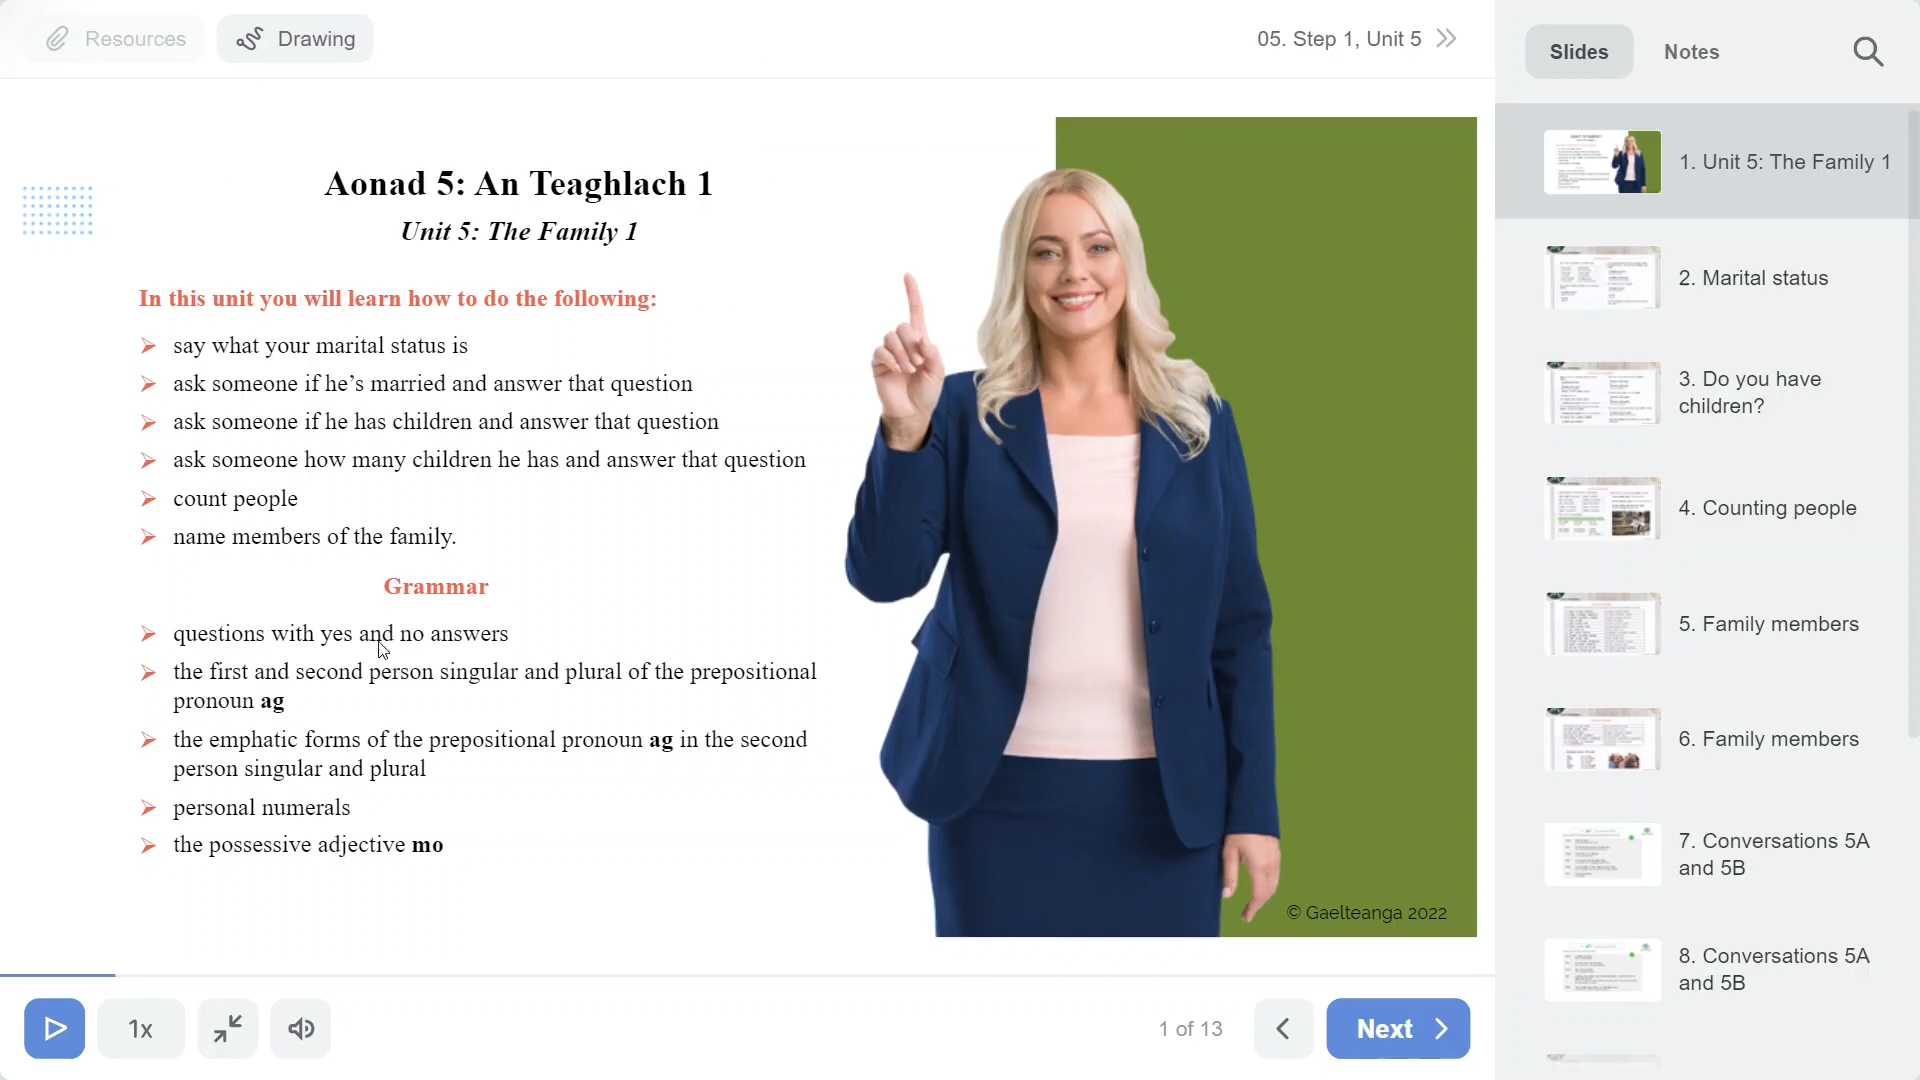 Resources
Drawing
05. Step 1, Unit 5
Slides
Notes
Aonad 5: An Teaghlach 1
Unit 5: The Family 1
In this unit you will learn how to do the following:
say what your marital status is
ask someone if he’s married and answer that question
ask someone if he has children and answer that question
ask someone how many children he has and answer that question
count people
name members of the family.
Grammar
questions with yes and no answers
the first and second person singular and plural of the prepositional
pronoun ag
the emphatic forms of the prepositional pronoun ag in the second
person singular and plural
personal numerals
the possessive adjective mo
© Gaelteanga 2022
1. Unit 5: The Family 1
2. Marital status
3. Do you have
children?
4. Counting people
5. Family members
6. Family members
7. Conversations 5A
and 5B
8. Conversations 5A
and 5B
1x
1 of 13
Next